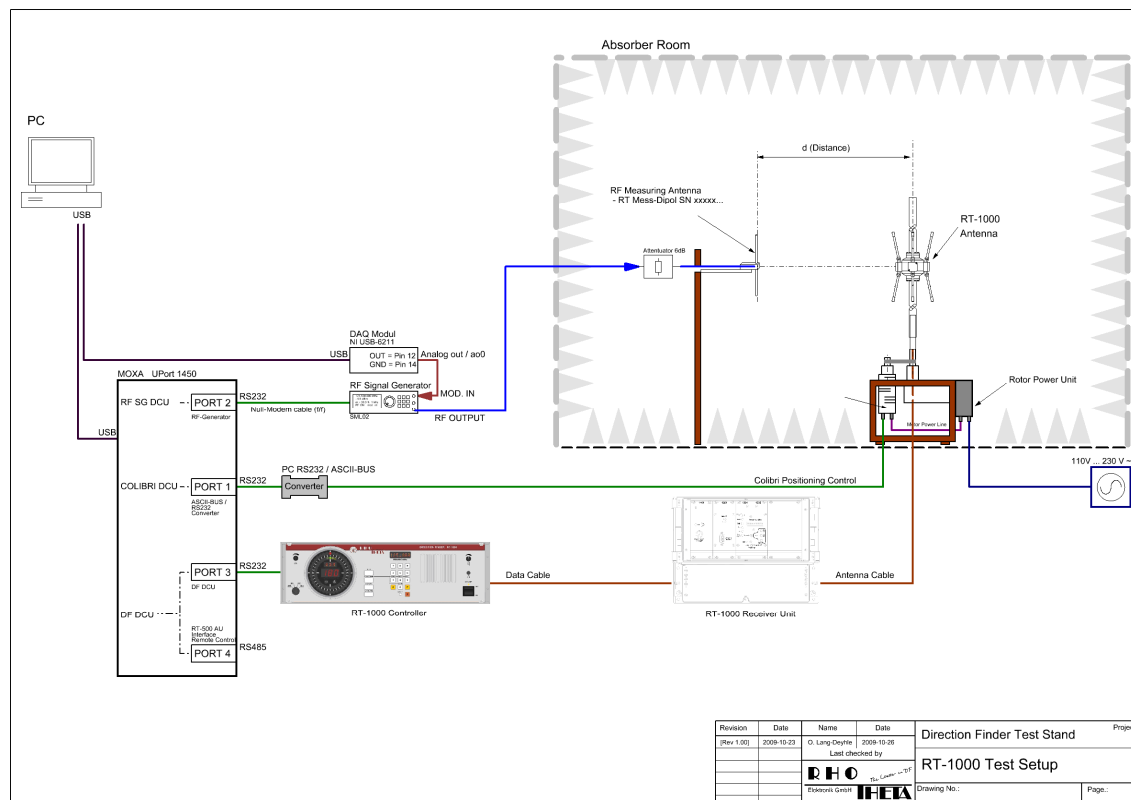 Absorber Room
PC
USB
d (Distance)
RF Measuring Antenna
- RT Mess-Dipol SN xxxxx...
RT-1000
Antenna
Attentuator 6dB
DAQ Modul
NI USB-6211
USB
OUT = Pin 12
GND = Pin 14
Analog out / ao0
MOXA UPort 1450
RF Signal Generator
MOD. IN
SML02
RF OUTPUT
RF SG DCU
PORT 2
RF-Generator
RS232
Null-Modem cable (f/f)
USB
Rotor Power Unit
Motor Power Line
110V ... 230 V ~
COLIBRI DCU
PORT 1
ASCII-BUS /
RS232
Converter
RS232
PC RS232 / ASCII-BUS
Converter
Colibri Positioning Control
PORT 3
DF DCU
RS232
RT-1000 Controller
Data Cable
RT-1000 Receiver Unit
Antenna Cable
DF DCU
RT-500 AU
Interface
Remote Control
PORT 4
RS485
Revision
Date
Name
Date
[Rev 1.00]
2009-10-23
O. Lang-Deyhle
2009-10-26
Last checked by
RHO
The Leader in DF
Elektronik GmbH
THETA
Direction Finder Test Stand
Projec
RT-1000 Test Setup
Drawing No.:
Page.: